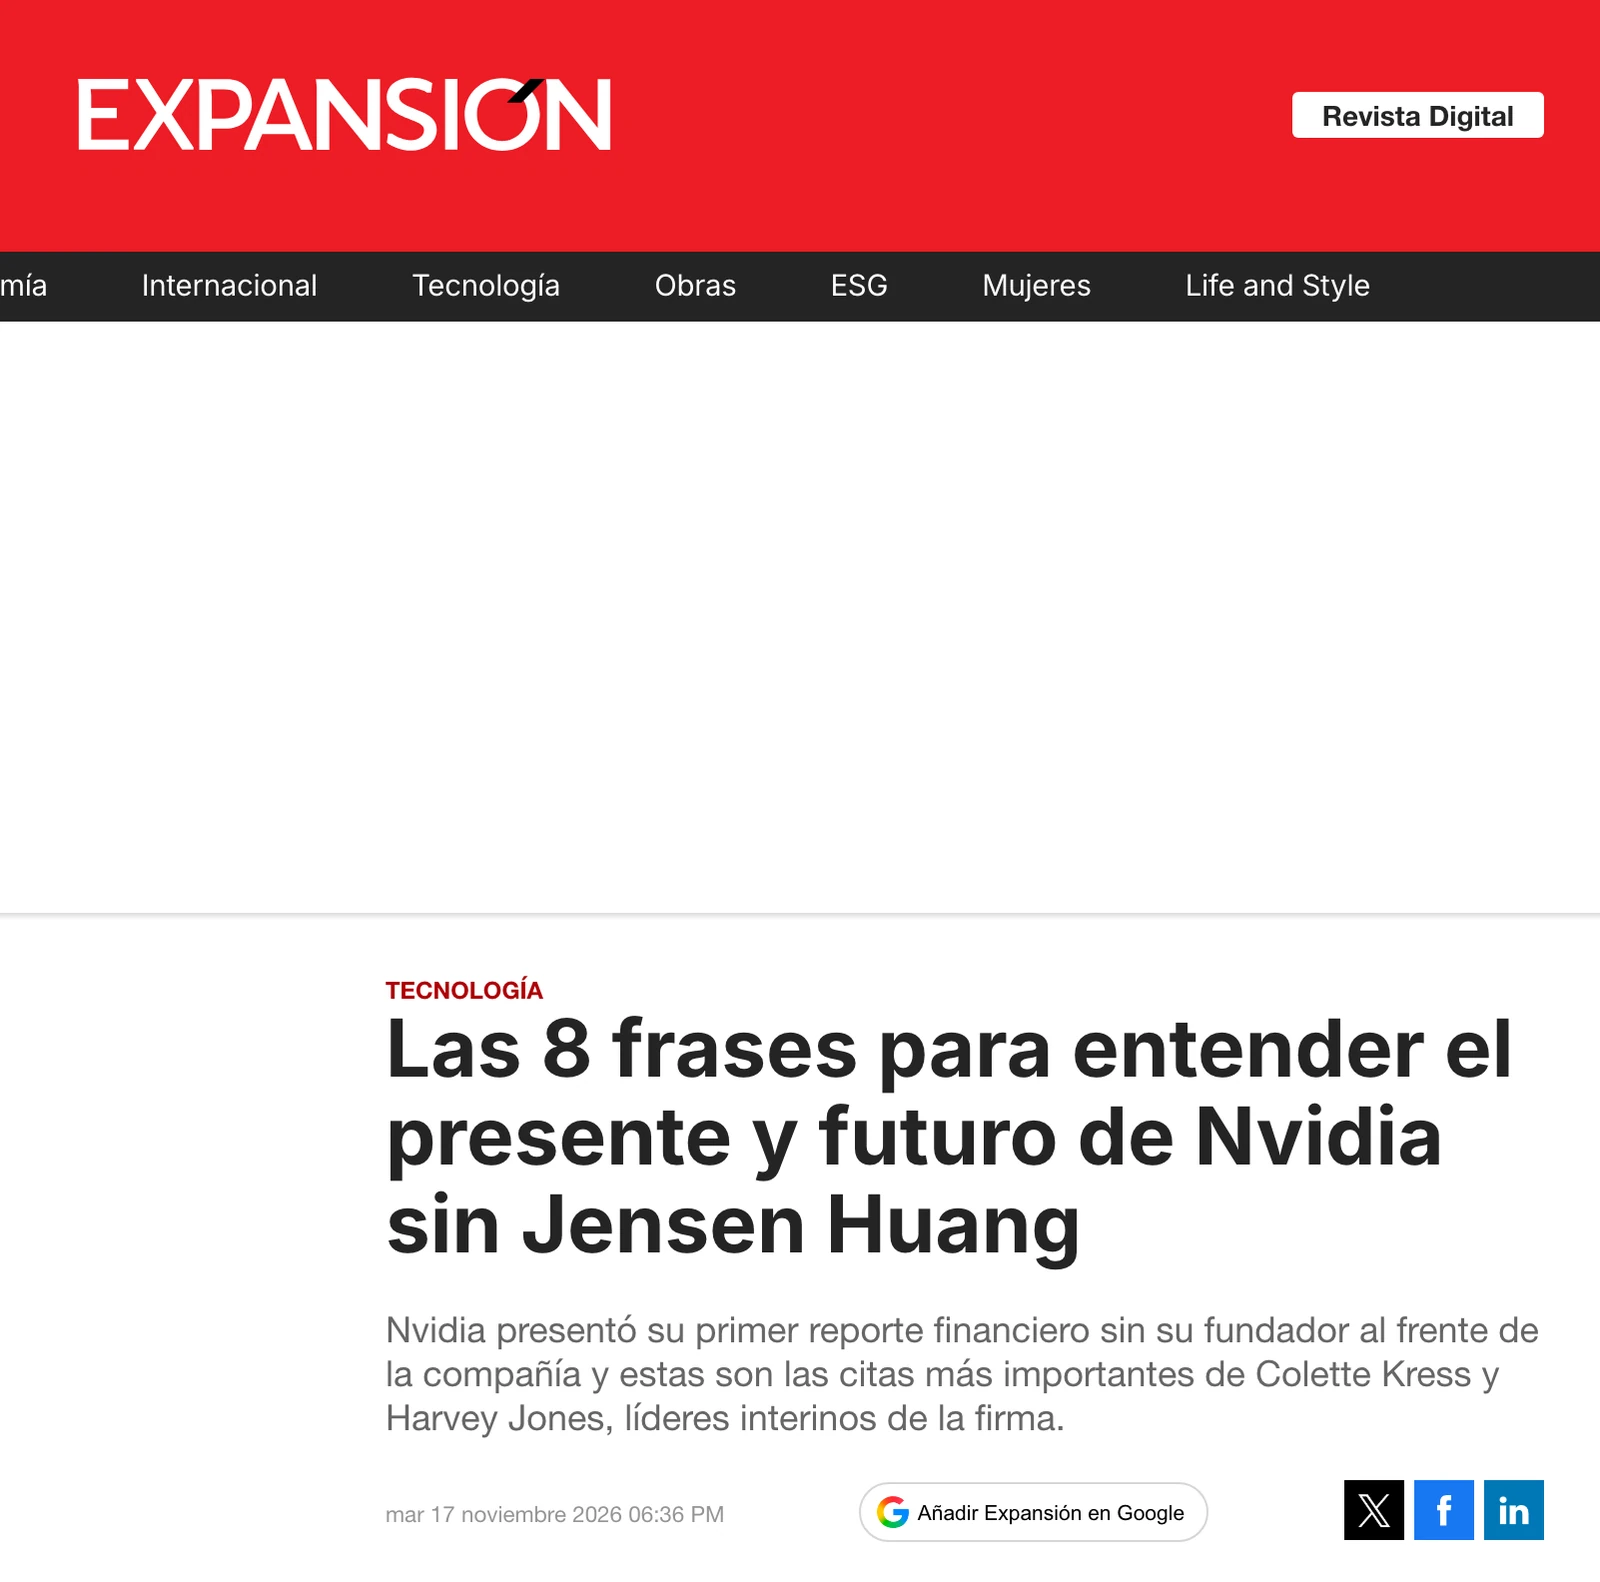 EXPANSIÓN
Revista Digital
mía Internacional Tecnología Obras ESG Mujeres Life and Style
TECNOLOGÍA
Las 8 frases para entender el
presente y futuro de Nvidia
sin Jensen Huang
Nvidia presentó su primer reporte financiero sin su fundador al frente de
la compañía y estas son las citas más importantes de Colette Kress y
Harvey Jones, líderes interinos de la firma.
mar 17 noviembre 2026 06:36 PM
Añadir Expansión en Google